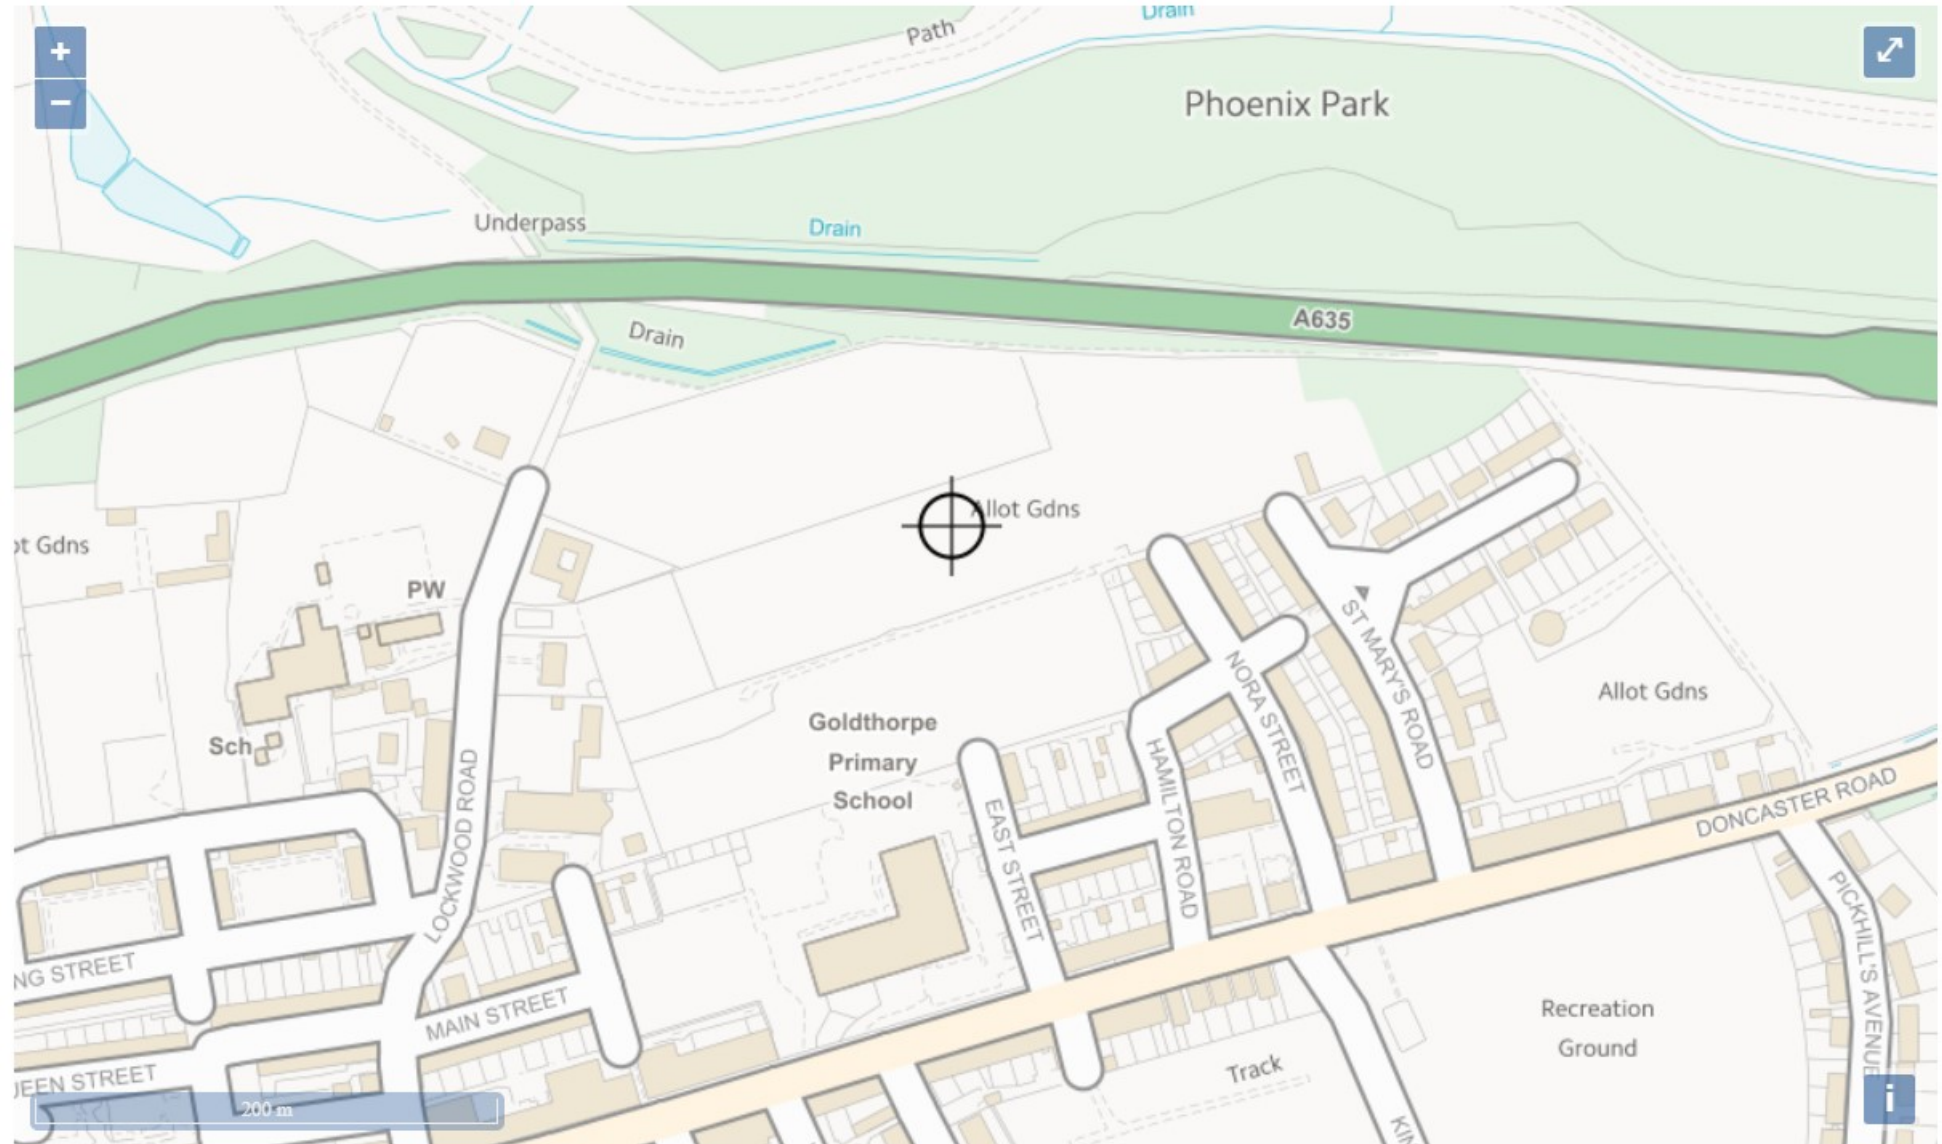 Drain
Path
+
−
Phoenix Park
Underpass
Drain
A635
Drain
Allot Gdns
ot Gdns
PW
Allot Gdns
ST MARY'S ROAD
NORA STREET
Goldthorpe
Primary
School
Sch
HAMILTON ROAD
LOCKWOOD ROAD
EAST STREET
DONCASTER ROAD
PICKHILL'S AVENUE
NG STREET
MAIN STREET
Recreation
Ground
Track
UEEN STREET
200 m
i
KIN